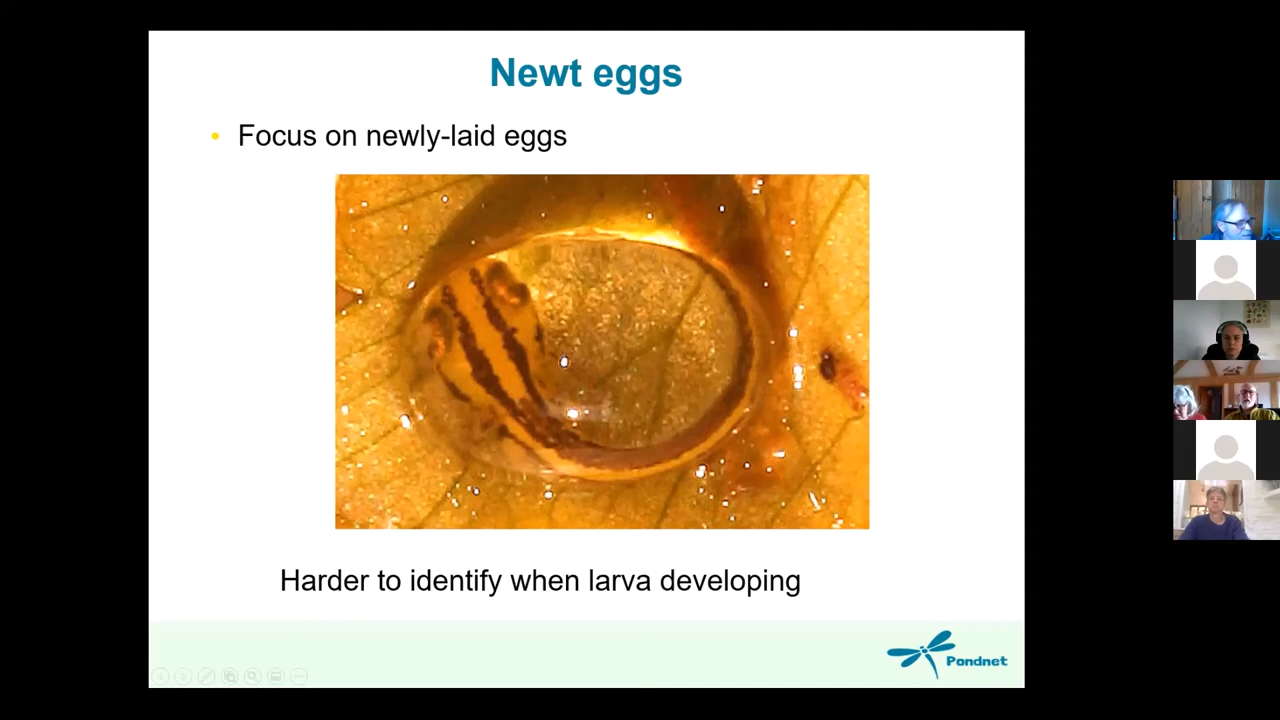 Newt eggs
Focus on newly-laid eggs
Harder to identify when larva developing
Pondnet